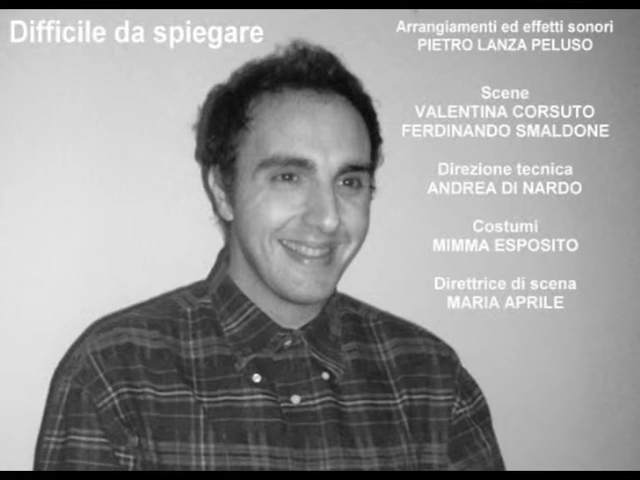 Difficile da spiegare
Arrangiamenti ed effetti sonori
PIETRO LANZA PELUSO
Scene
VALENTINA CORSUTO
FERDINANDO SMALDONE
Direzione tecnica
ANDREA DI NARDO
Costumi
MIMMA ESPOSITO
Direttrice di scena
MARIA APRILE